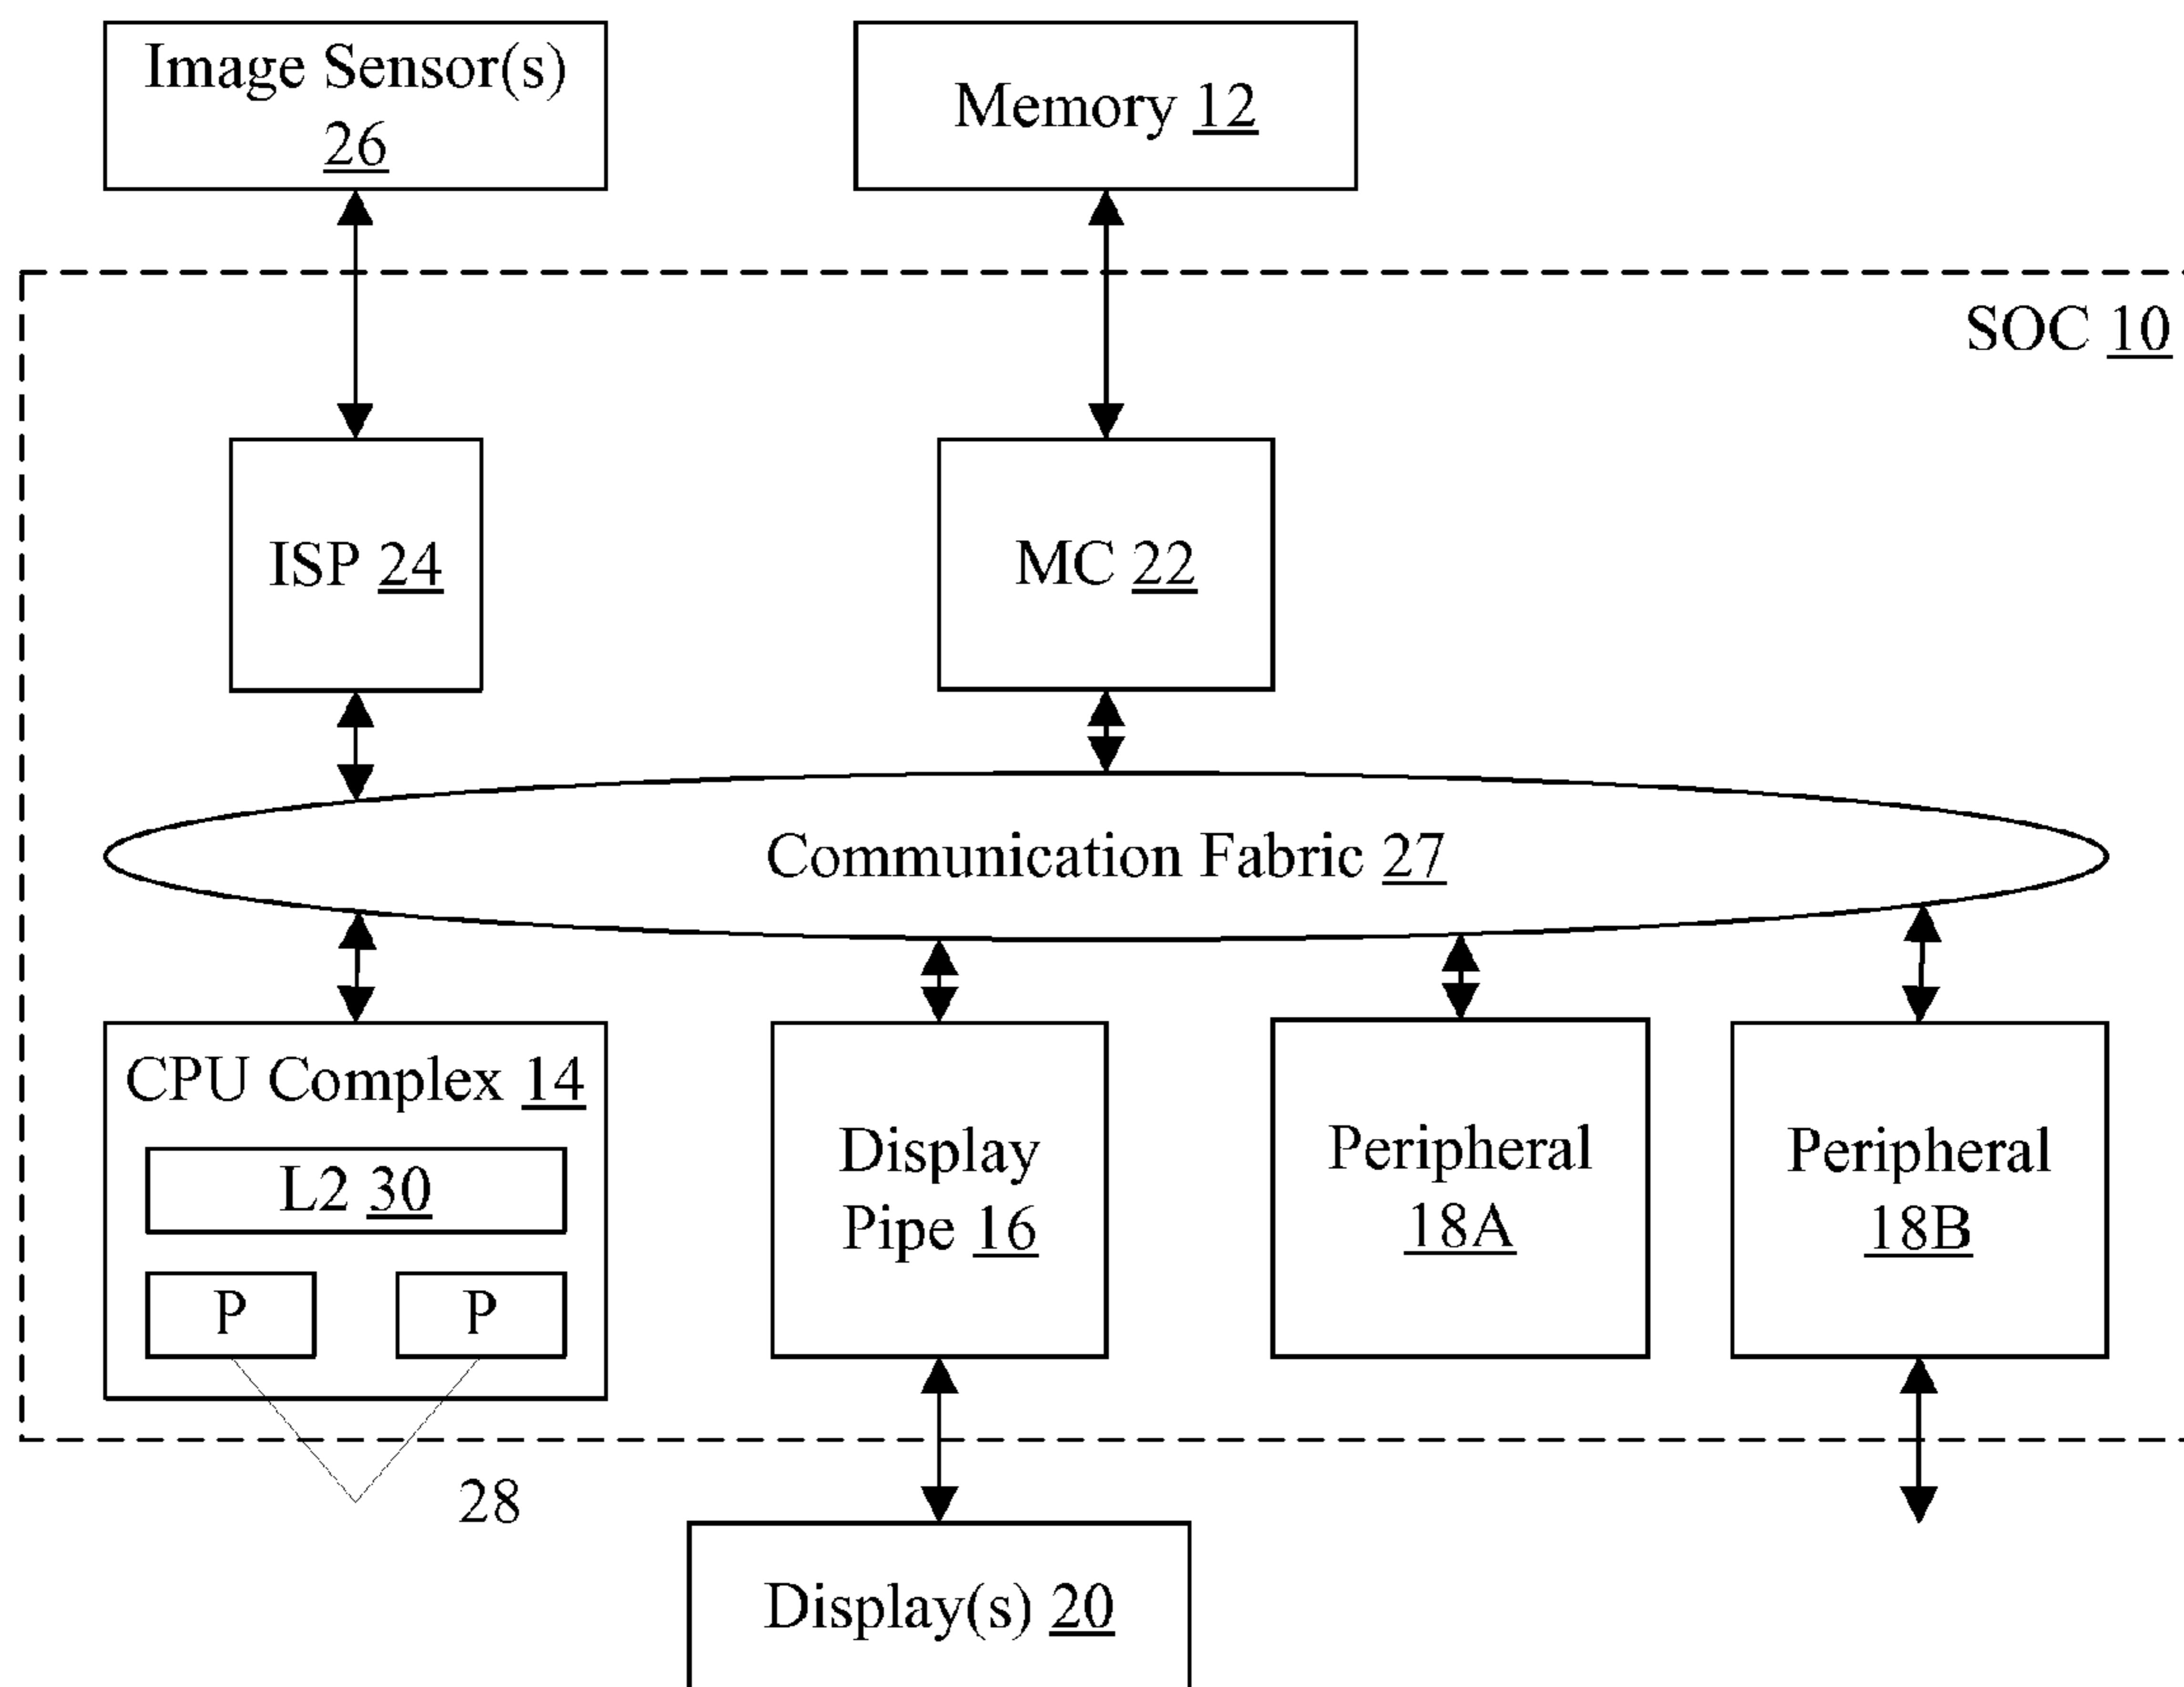 Image Sensor(s)
26
Memory 12
SOC 10
ISP 24
MC 22
Communication Fabric 27
CPU Complex 14
L2 30
P
P
Display
Pipe 16
Peripheral
18A
Peripheral
18B
28
Display(s) 20